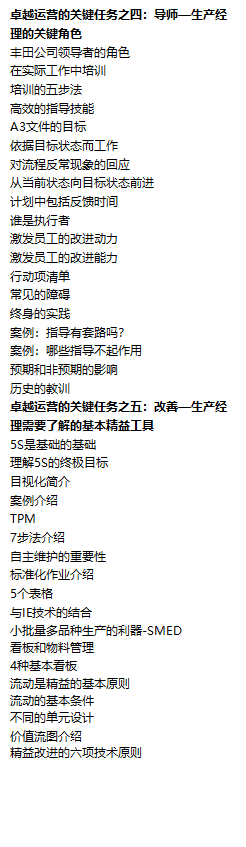 卓越运营的关键任务之四：导师—生产经
理的关键角色
丰田公司领导者的角色
在实际工作中培训
培训的五步法
高效的指导技能
A3文件的目标
依据目标状态而工作
对流程反常现象的回应
从当前状态向目标状态前进
计划中包括反馈时间
谁是执行者
激发员工的改进动力
激发员工的改进能力
行动项清单
常见的障碍
终身的实践
案例：指导有套路吗？
案例：哪些指导不起作用
预期和非预期的影响
历史的教训
卓越运营的关键任务之五：改善—生产经
理需要了解的基本精益工具
5S是基础的基础
理解5S的终极目标
目视化简介
案例介绍
TPM
7步法介绍
自主维护的重要性
标准化作业介绍
5个表格
与IE技术的结合
小批量多品种生产的利器-SMED
看板和物料管理
4种基本看板
流动是精益的基本原则
流动的基本条件
不同的单元设计
价值流图介绍
精益改进的六项技术原则